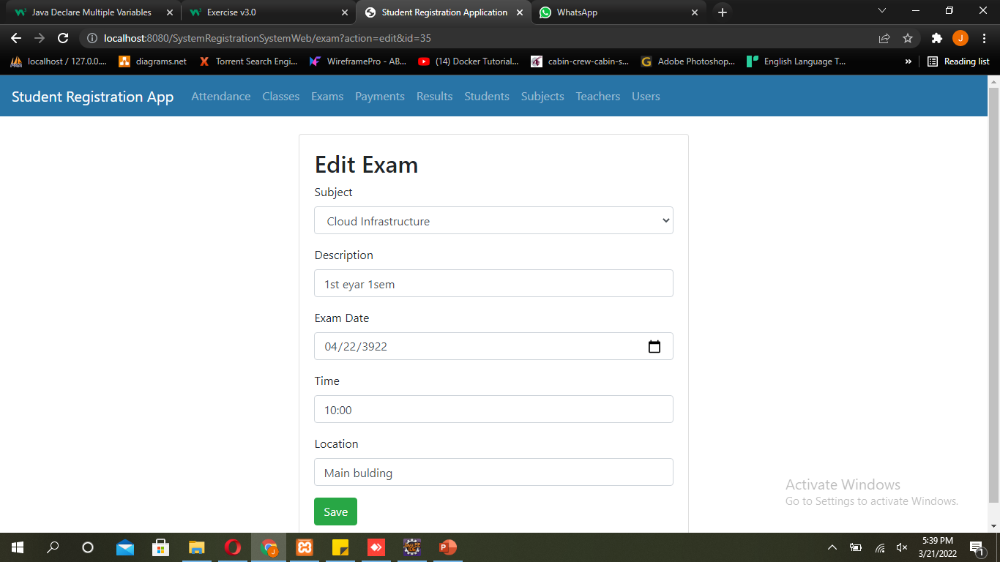 Java Declare Multiple Variables
Exercise v3.0
Student Registration Application
WhatsApp
localhost:8080/SystemRegistrationSystemWeb/exam?action=edit&id=35
J
localhost / 127.0.0....
diagrams.net
Torrent Search Engi...
WireframePro - AB...
(14) Docker Tutorial...
cabin-crew-cabin-s...
Adobe Photoshop...
English Language T...
»
Reading list
Student Registration App
Attendance
Classes
Exams
Payments
Results
Students
Subjects
Teachers
Users
Edit Exam
Subject
Cloud Infrastructure
Description
1st eyar 1sem
Exam Date
04/22/3922
Time
10:00
Location
Main bulding
Save
Activate Windows
Go to Settings to activate Windows.
5:39 PM
3/21/2022
1